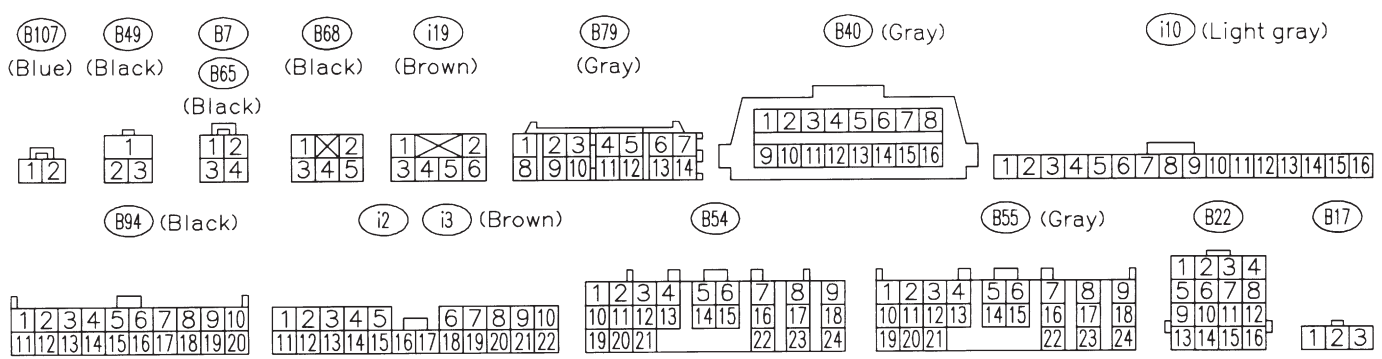 B107 B49 B7 B68 i19 B79 B40 (Gray) i10 (Light gray)
(Blue) (Black) B65 (Black) (Brown) (Gray)
(Black)
1 2 3 4 5 6 7 8
1 1 2 1 2 1 2 1 2 3 4 5 6 7
1 2 2 3 3 4 3 4 5 3 4 5 6 8 9 10 11 12 13 14 9 10 11 12 13 14 15 16 1 2 3 4 5 6 7 8 9 10 11 12 13 14 15 16
B94 (Black) i2 i3 (Brown) B54 B55 (Gray) B22 B17
1 2 3 4
1 2 3 4 5 6 7 8 9 1 2 3 4 5 6 7 8 9 5 6 7 8
1 2 3 4 5 6 7 8 9 10 1 2 3 4 5 6 7 8 9 10 10 11 12 13 14 15 16 17 18 10 11 12 13 14 15 16 17 18 9 10 11 12
11 12 13 14 15 16 17 18 19 20 11 12 13 14 15 16 17 18 19 20 21 22 19 20 21 22 23 24 19 20 21 22 23 24 13 14 15 16 1 2 3